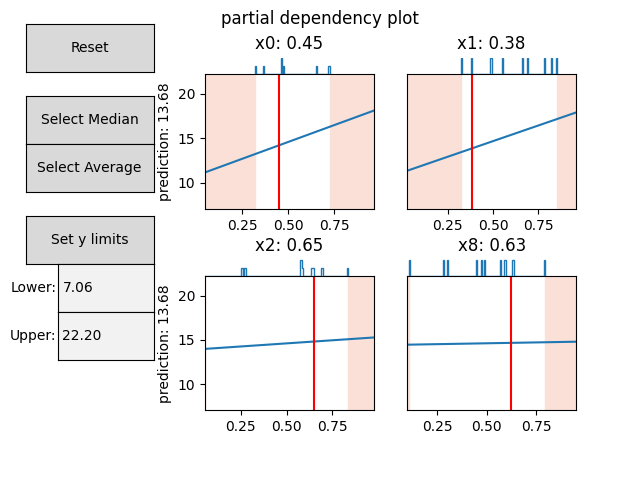 partial dependency plot
Reset
Select Median
Select Average
Set y limits
Lower: 7.06
Upper: 22.20
x0: 0.45
prediction: 13.68
20
15
10
0.25 0.50 0.75
x1: 0.38
0.25 0.50 0.75
x2: 0.65
prediction: 13.68
20
15
10
0.25 0.50 0.75
x8: 0.63
0.25 0.50 0.75